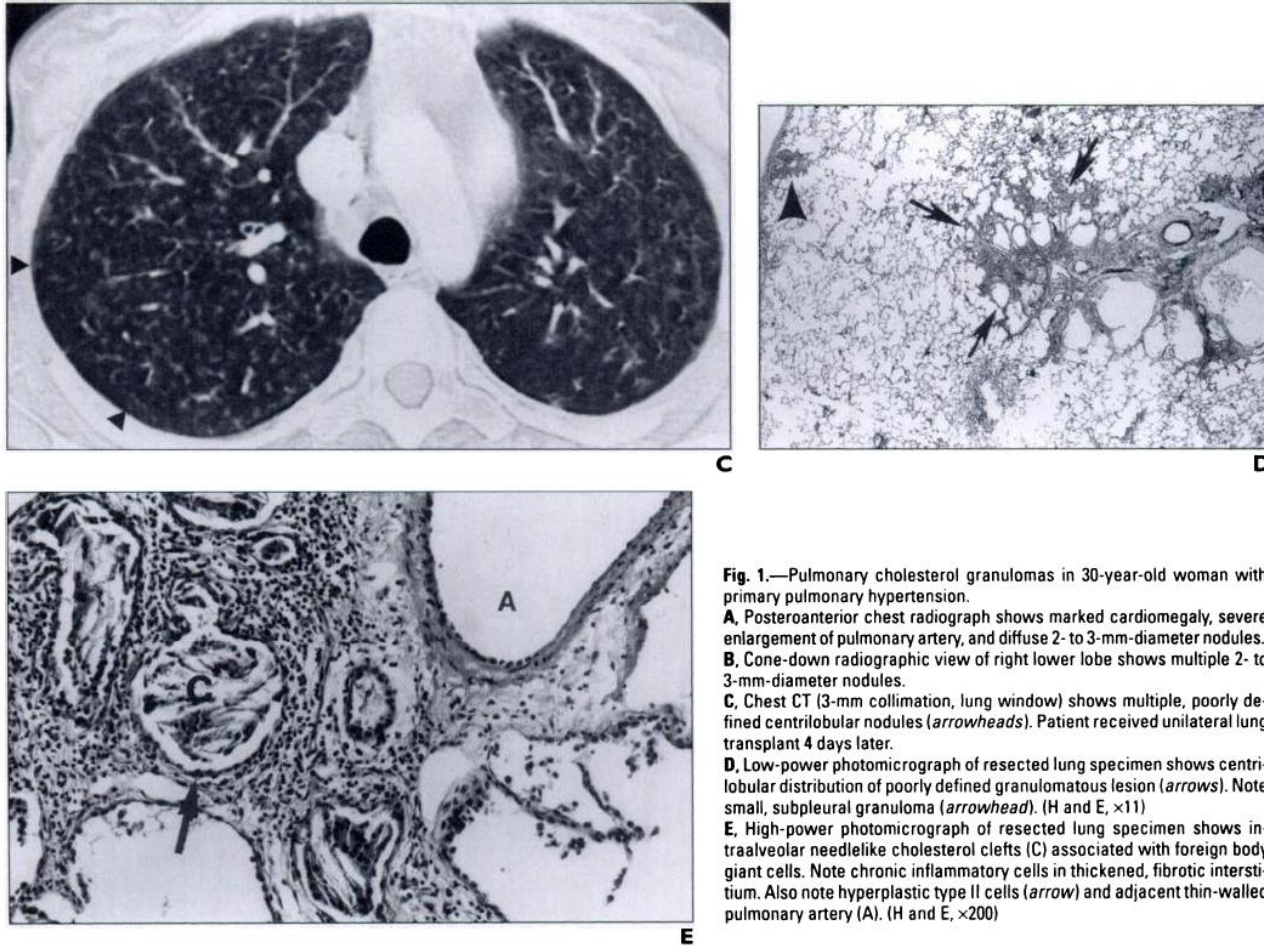 C
D
A
C
E
Fig. 1.—Pulmonary cholesterol granulomas in 30-year-old woman with
primary pulmonary hypertension.
A, Posteroanterior chest radiograph shows marked cardiomegaly, severe
enlargement of pulmonary artery, and diffuse 2- to 3-mm-diameter nodules.
B, Cone-down radiographic view of right lower lobe shows multiple 2- to
3-mm-diameter nodules.
C, Chest CT (3-mm collimation, lung window) shows multiple, poorly de-
fined centrilobular nodules (arrowheads). Patient received unilateral lung
transplant 4 days later.
D, Low-power photomicrograph of resected lung specimen shows centri-
lobular distribution of poorly defined granulomatous lesion (arrows). Note
small, subpleural granuloma (arrowhead). (H and E, ×11)
E, High-power photomicrograph of resected lung specimen shows in-
traalveolar needlelike cholesterol clefts (C) associated with foreign body
giant cells. Note chronic inflammatory cells in thickened, fibrotic intersti-
tium. Also note hyperplastic type II cells (arrow) and adjacent thin-walled
pulmonary artery (A). (H and E, ×200)